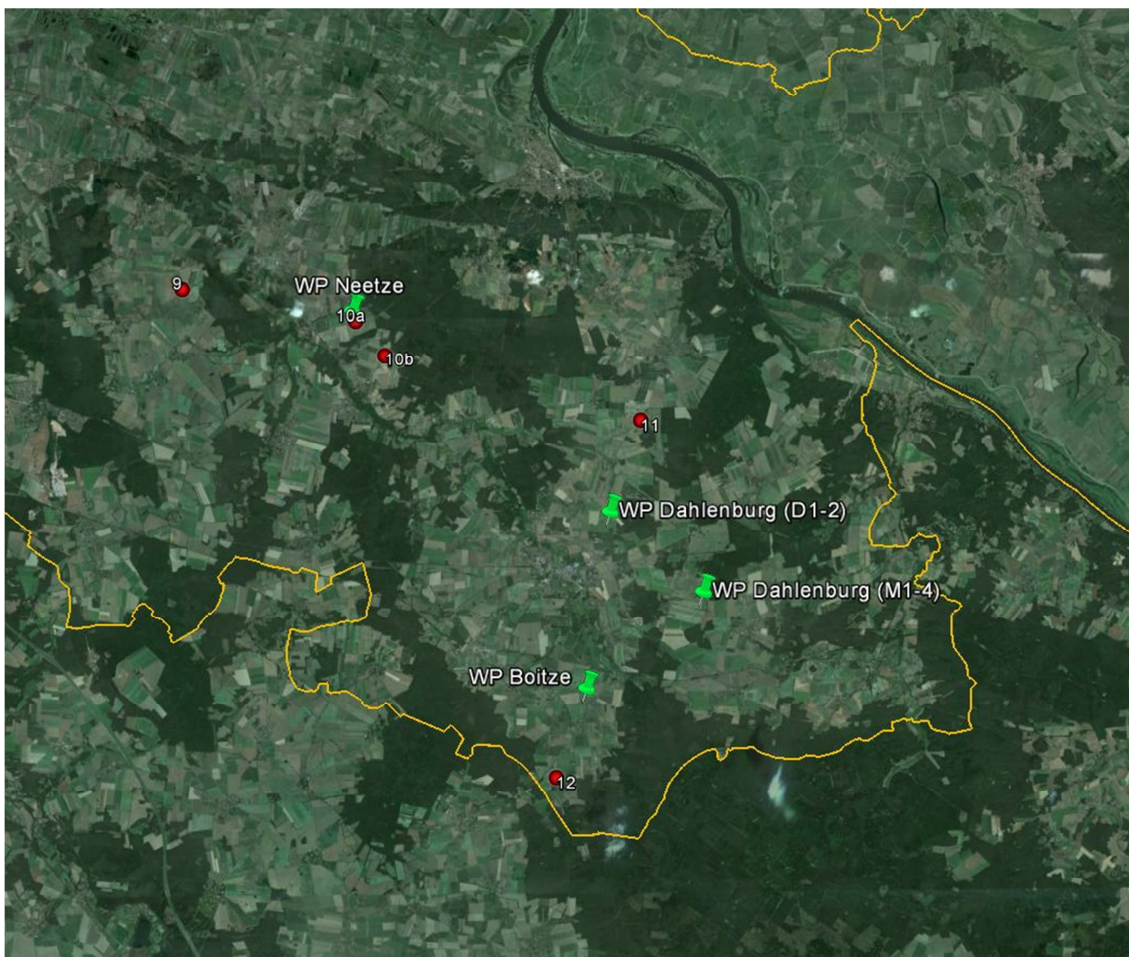 9
WP Neetze
10a
10b
11
WP Dahlenburg (D1-2)
WP Dahlenburg (M1-4)
WP Boitze
12